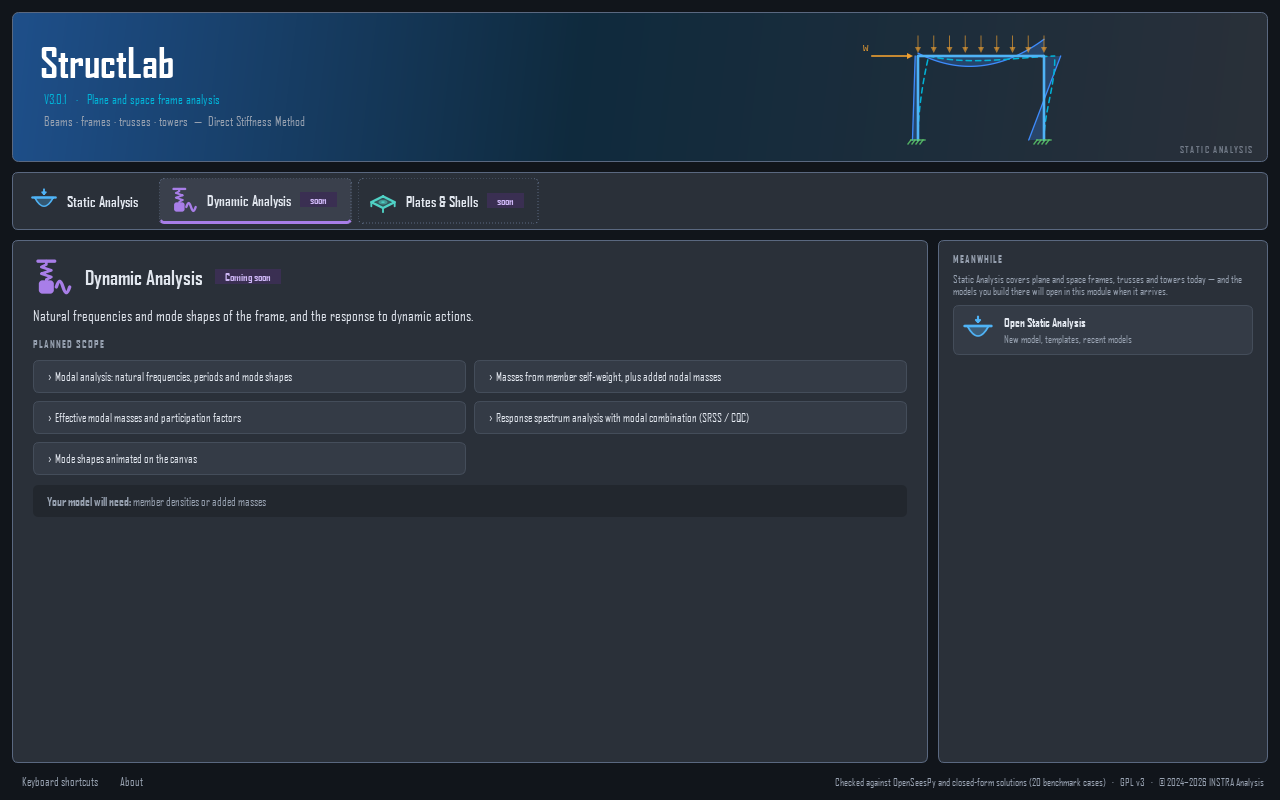 StructLab
V3.0.1 · Plane and space frame analysis
Beams · frames · trusses · towers — Direct Stiffness Method
w
STATIC ANALYSIS
Static Analysis
Dynamic Analysis soon
Plates & Shells soon
Dynamic Analysis Coming soon
Natural frequencies and mode shapes of the frame, and the response to dynamic actions.
PLANNED SCOPE
› Modal analysis: natural frequencies, periods and mode shapes
› Masses from member self-weight, plus added nodal masses
› Effective modal masses and participation factors
› Response spectrum analysis with modal combination (SRSS / CQC)
› Mode shapes animated on the canvas
Your model will need: member densities or added masses
MEANWHILE
Static Analysis covers plane and space frames, trusses and towers today — and the
models you build there will open in this module when it arrives.
Open Static Analysis
New model, templates, recent models
Keyboard shortcuts
About
Checked against OpenSeesPy and closed-form solutions (20 benchmark cases) · GPL v3 · © 2024–2026 INSTRA Analysis